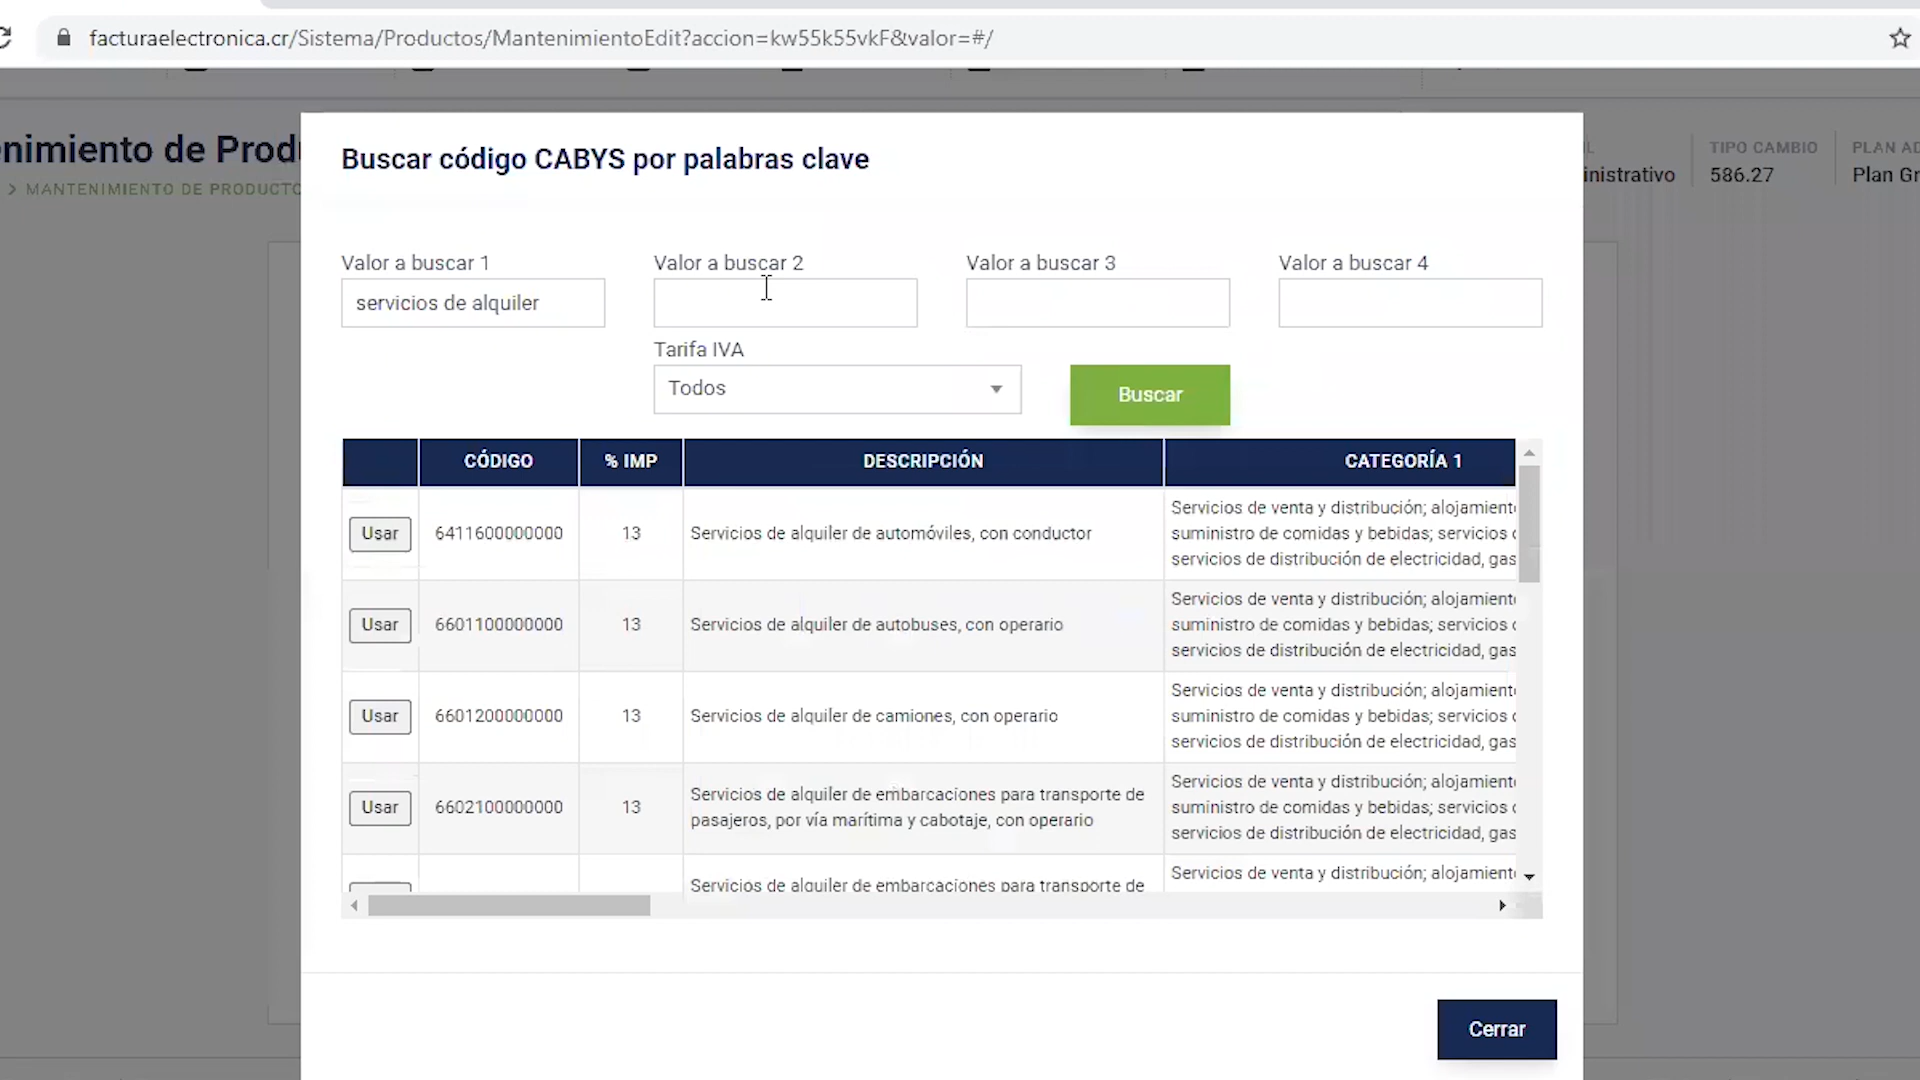 facturaelectronica.cr/Sistema/Productos/MantenimientoEdit?accion=kw55k55vkF&valor=#/
nimiento de Produ
> MANTENIMIENTO DE PRODUCTO
TIPO CAMBIO
PLAN AD
inistrativo
586.27
Plan Gr
Buscar código CABYS por palabras clave
Valor a buscar 1
Valor a buscar 2
Valor a buscar 3
Valor a buscar 4
servicios de alquiler
Tarifa IVA
Todos
Buscar
CÓDIGO
% IMP
DESCRIPCIÓN
CATEGORÍA 1
Usar
6411600000000
13
Servicios de alquiler de automóviles, con conductor
Servicios de venta y distribución; alojamiento
suministro de comidas y bebidas; servicios
servicios de distribución de electricidad, gas
Usar
6601100000000
13
Servicios de alquiler de autobuses, con operario
Servicios de venta y distribución; alojamiento
suministro de comidas y bebidas; servicios
servicios de distribución de electricidad, gas
Usar
6601200000000
13
Servicios de alquiler de camiones, con operario
Servicios de venta y distribución; alojamiento
suministro de comidas y bebidas; servicios
servicios de distribución de electricidad, gas
Usar
6602100000000
13
Servicios de alquiler de embarcaciones para transporte de
pasajeros, por vía marítima y cabotaje, con operario
Servicios de venta y distribución; alojamiento
suministro de comidas y bebidas; servicios
servicios de distribución de electricidad, gas
Servicios de alquiler de embarcaciones para transporte de
Servicios de venta y distribución; alojamiento
Cerrar